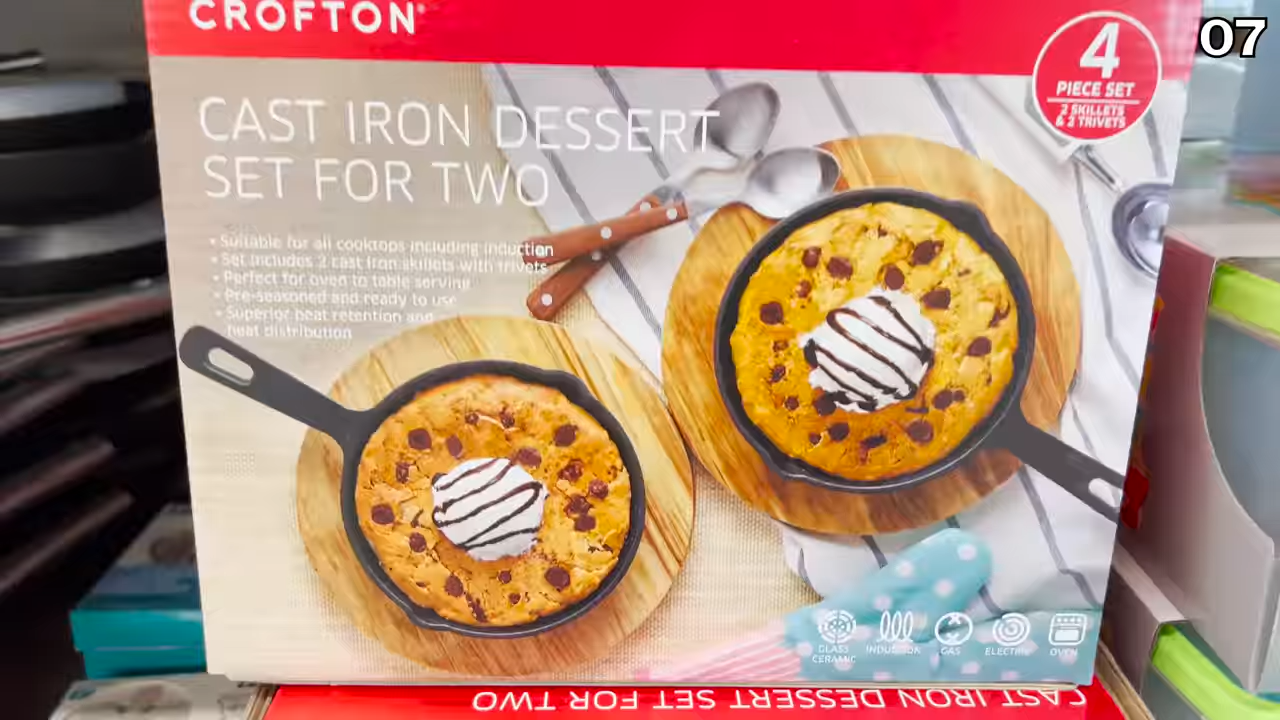 CROFTON
07
4
PIECE SET
2 SKILLETS
& 2 TRIVETS
CAST IRON DESSERT
SET FOR TWO
• Suitable for all cooktops including induction
• Set includes 2 cast iron skillets with trivets
• Perfect for oven to table serving
• Pre-seasoned and ready to use
• Superior heat retention and
heat distribution
GLASS
CERAMIC
INDUCTION
GAS
ELECTRIC
OVEN
CAST IRON DESSERT SET FOR TWO